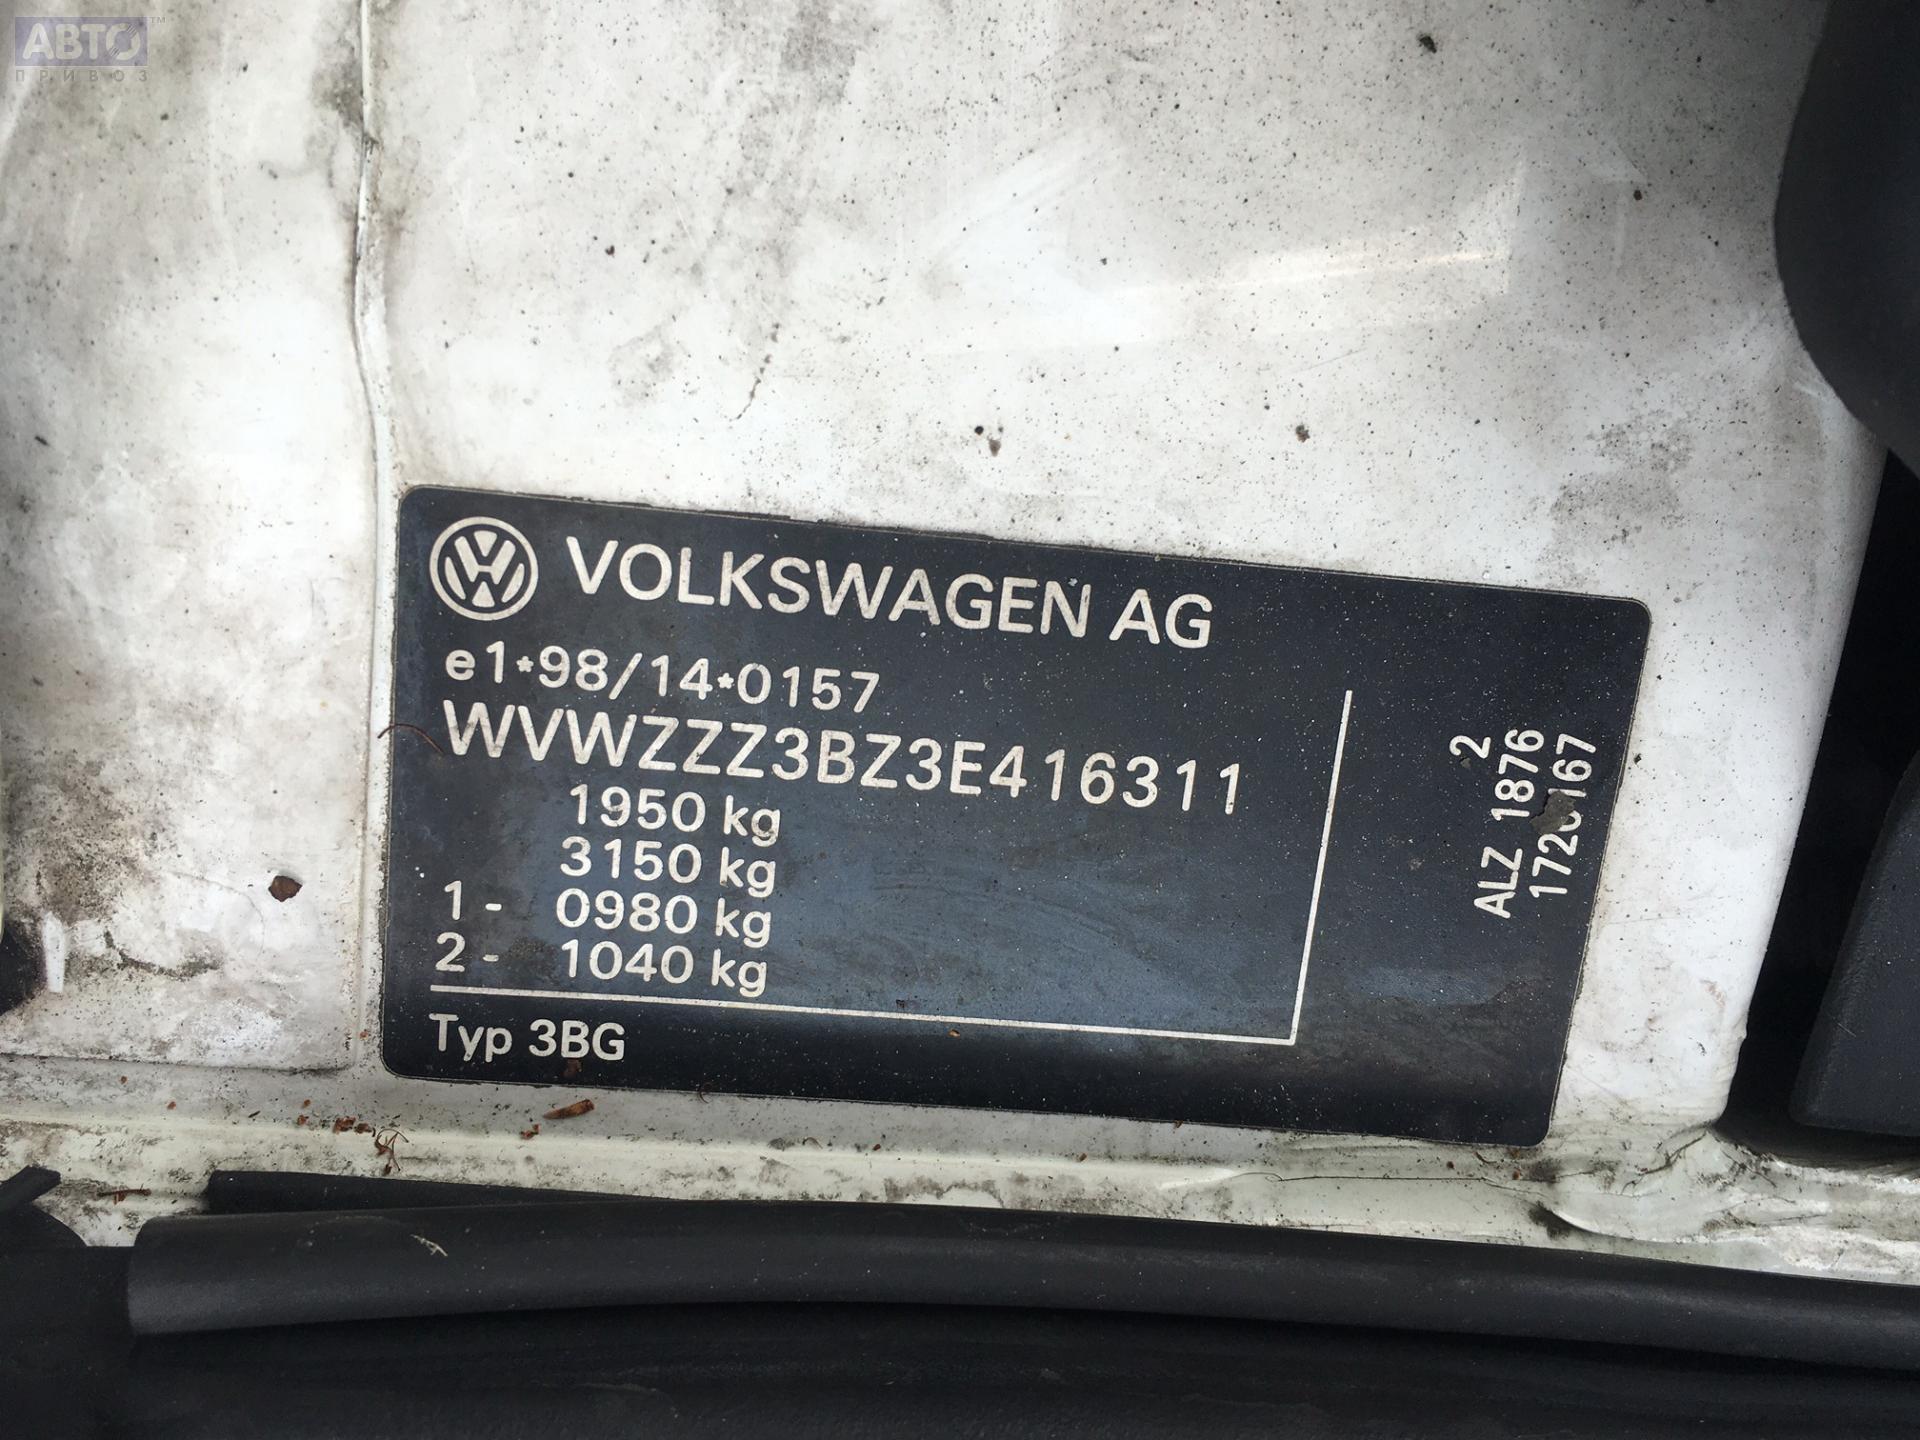 АВТО™
ПРИВОЗ
VOLKSWAGEN AG
e1*98/14*0157
WVWZZZ3BZ3E416311
1950 kg
3150 kg
1 - 0980 kg
2 - 1040 kg
Typ 3BG
2
ALZ 1876